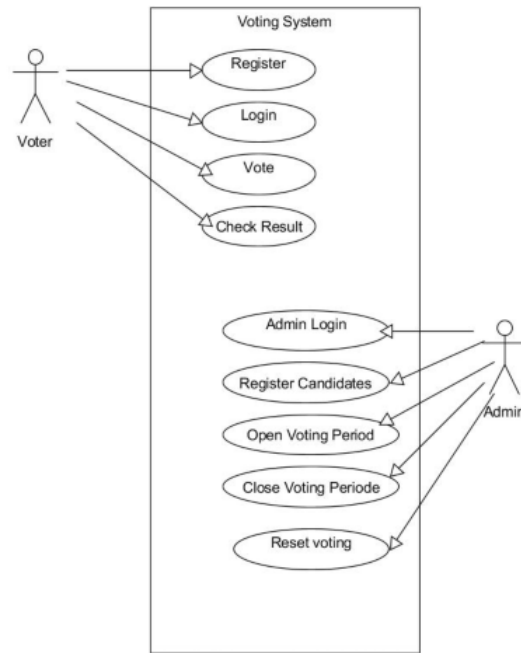 Voting System
Register
Voter
Login
Vote
Check Result
Admin Login
Register Candidates
Admin
Open Voting Period
Close Voting Periode
Reset voting